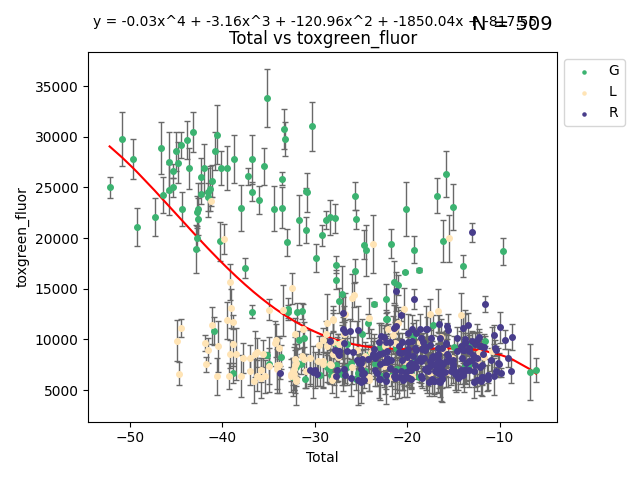 y = -0.03x^4 + -3.16x^3 + -120.96x^2 + -1850.04x +
N = 509
Total vs toxgreen_fluor
35000
30000
25000
20000
15000
10000
5000
toxgreen_fluor
−50
−40
−30
−20
−10
Total
G
L
R